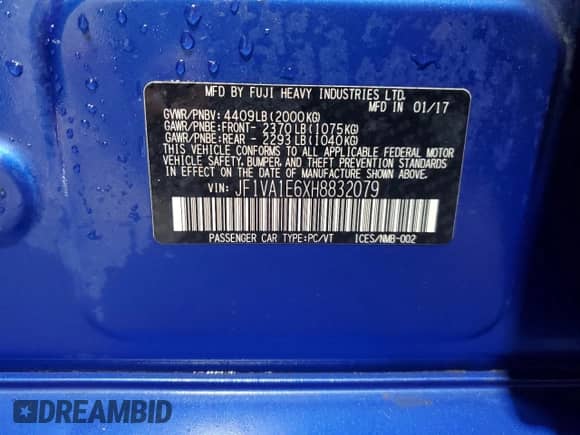 MFD BY FUJI HEAVY INDUSTRIES LTD.
MFD IN 01/17
GVWR/PNBV: 4409LB(2000KG)
GAWR/PNBE:FRONT- 2370LB(1075KG)
GAWR/PNBE:REAR - 2293LB(1040KG)
THIS VEHICLE CONFORMS TO ALL APPLICABLE FEDERAL MOTOR
VEHICLE SAFETY, BUMPER, AND THEFT PREVENTION STANDARDS
IN EFFECT ON THE DATE OF MANUFACTURE SHOWN ABOVE.
VIN: JF1VA1E6XH8832079
PASSENGER CAR TYPE:PC/VT ICES/NMB-002
DREAMBID